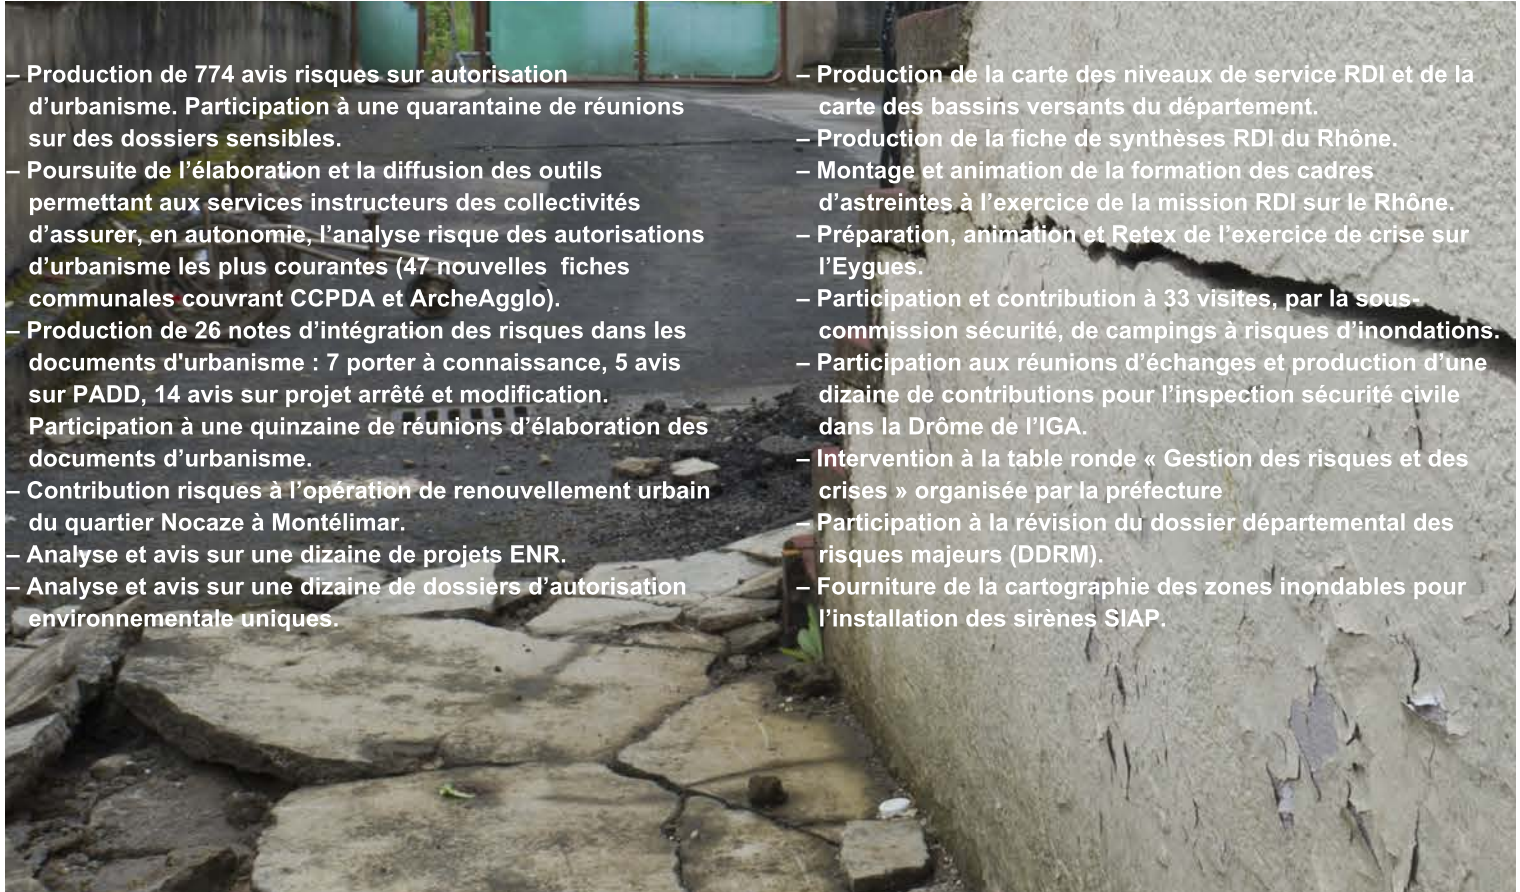 – Production de 774 avis risques sur autorisation
d’urbanisme. Participation à une quarantaine de réunions
sur des dossiers sensibles.
– Poursuite de l’élaboration et la diffusion des outils
permettant aux services instructeurs des collectivités
d’assurer, en autonomie, l’analyse risque des autorisations
d’urbanisme les plus courantes (47 nouvelles  fiches
communales couvrant CCPDA et ArcheAgglo).
– Production de 26 notes d’intégration des risques dans les
documents d'urbanisme : 7 porter à connaissance, 5 avis
sur PADD, 14 avis sur projet arrêté et modification.
Participation à une quinzaine de réunions d’élaboration des
documents d’urbanisme.
– Contribution risques à l’opération de renouvellement urbain
du quartier Nocaze à Montélimar.
– Analyse et avis sur une dizaine de projets ENR.
– Analyse et avis sur une dizaine de dossiers d’autorisation
environnementale uniques.
– Production de la carte des niveaux de service RDI et de la
carte des bassins versants du département.
– Production de la fiche de synthèses RDI du Rhône.
– Montage et animation de la formation des cadres
d’astreintes à l’exercice de la mission RDI sur le Rhône.
– Préparation, animation et Retex de l’exercice de crise sur
l’Eygues.
– Participation et contribution à 33 visites, par la sous-
commission sécurité, de campings à risques d’inondations.
– Participation aux réunions d’échanges et production d’une
dizaine de contributions pour l’inspection sécurité civile
dans la Drôme de l’IGA.
– Intervention à la table ronde « Gestion des risques et des
crises » organisée par la préfecture
– Participation à la révision du dossier départemental des
risques majeurs (DDRM).
– Fourniture de la cartographie des zones inondables pour
l’installation des sirènes SIAP.